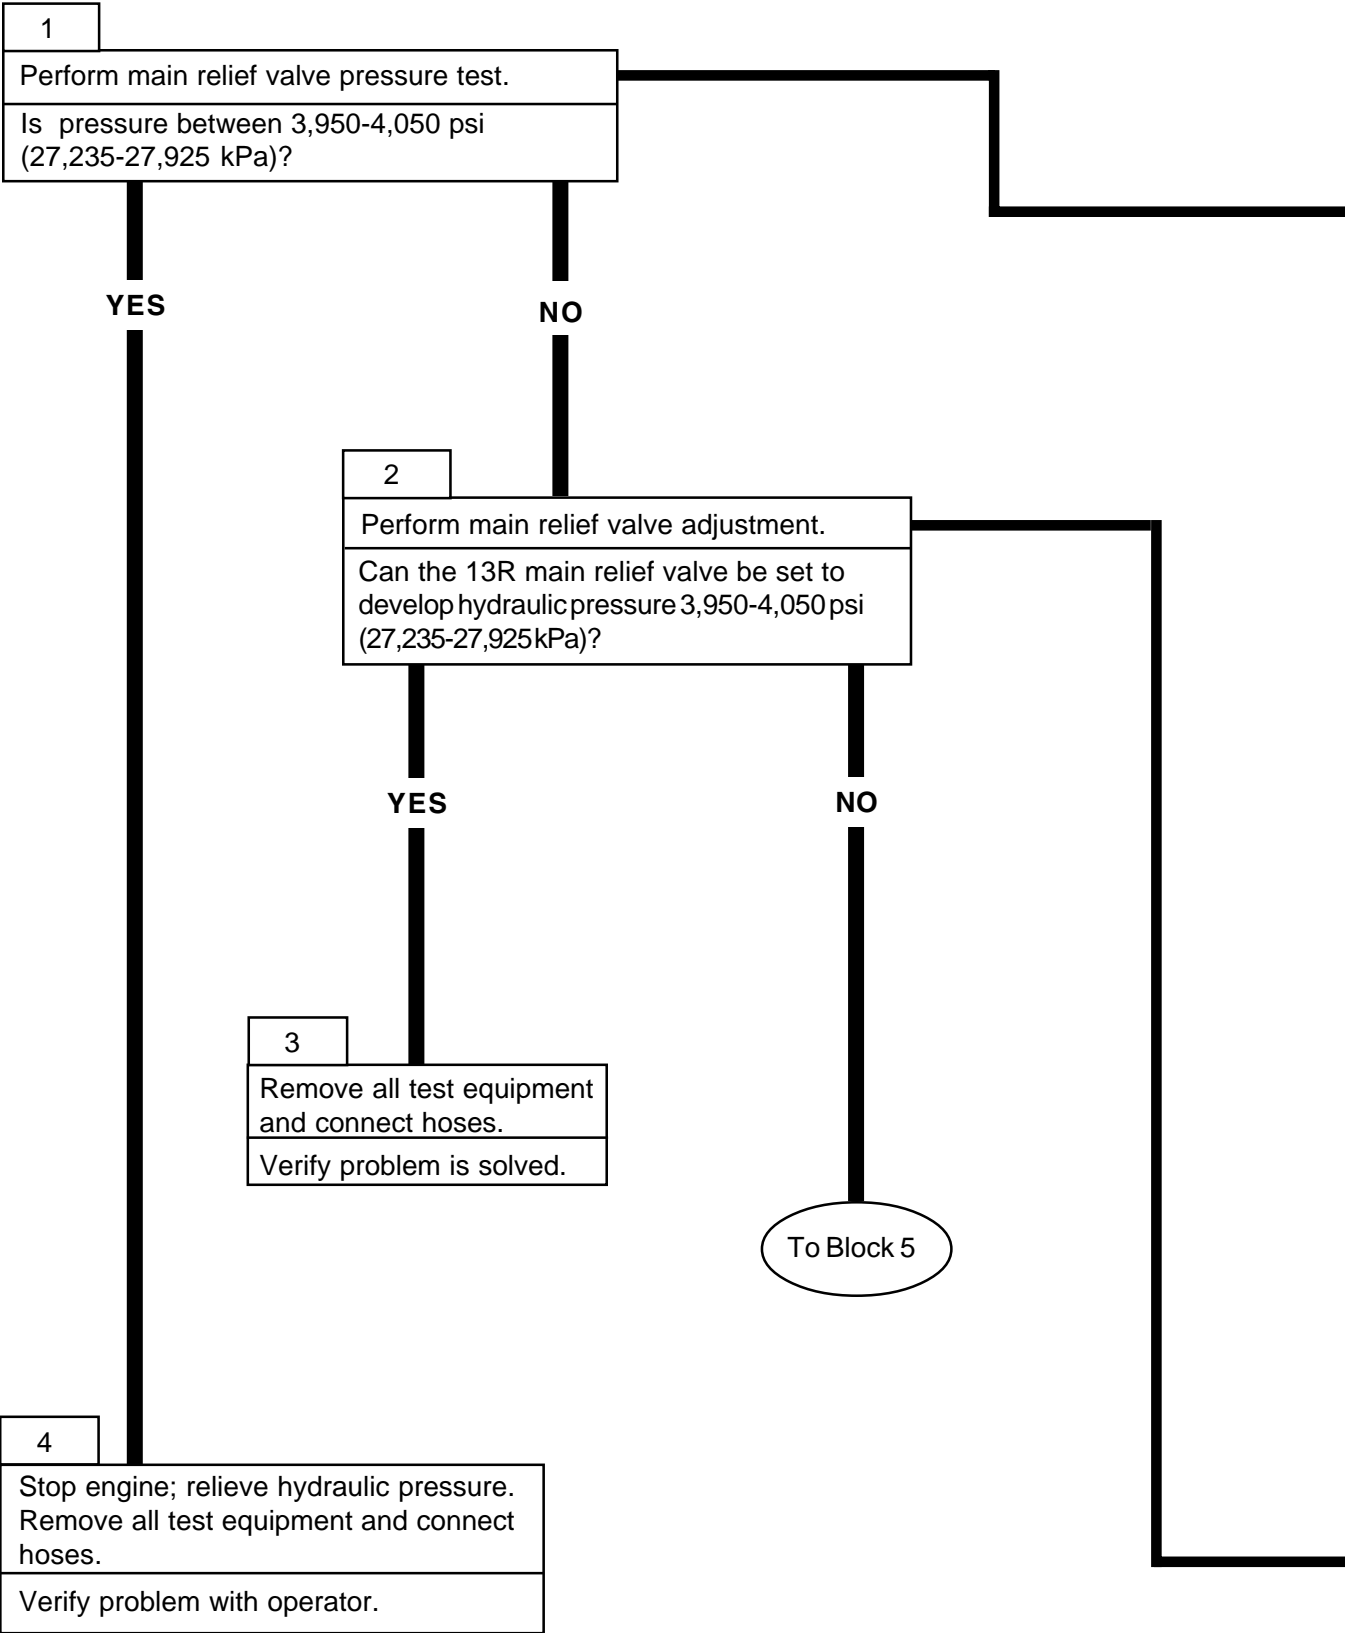 1
Perform main relief valve pressure test.
Is pressure between 3,950-4,050 psi
(27,235-27,925 kPa)?
YES
NO
2
Perform main relief valve adjustment.
Can the 13R main relief valve be set to
develop hydraulic pressure 3,950-4,050 psi
(27,235-27,925 kPa)?
YES
NO
3
Remove all test equipment
and connect hoses.
Verify problem is solved.
To Block 5
4
Stop engine; relieve hydraulic pressure.
Remove all test equipment and connect
hoses.
Verify problem with operator.